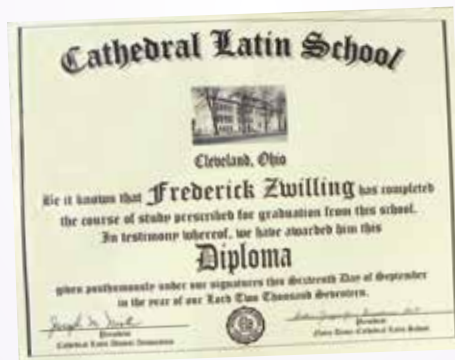 Cathedral Latin School
Cleveland, Ohio
Be it known that Frederick Zwilling has completed
the course of study prescribed for graduation from this school.
In testimony whereof, we have awarded him this
Diploma
given posthumously under our signatures this Sixteenth Day of September
in the year of our Lord Two Thousand Seventeen.
President President
Cathedral Latin Alumni Association Notre Dame-Cathedral Latin School